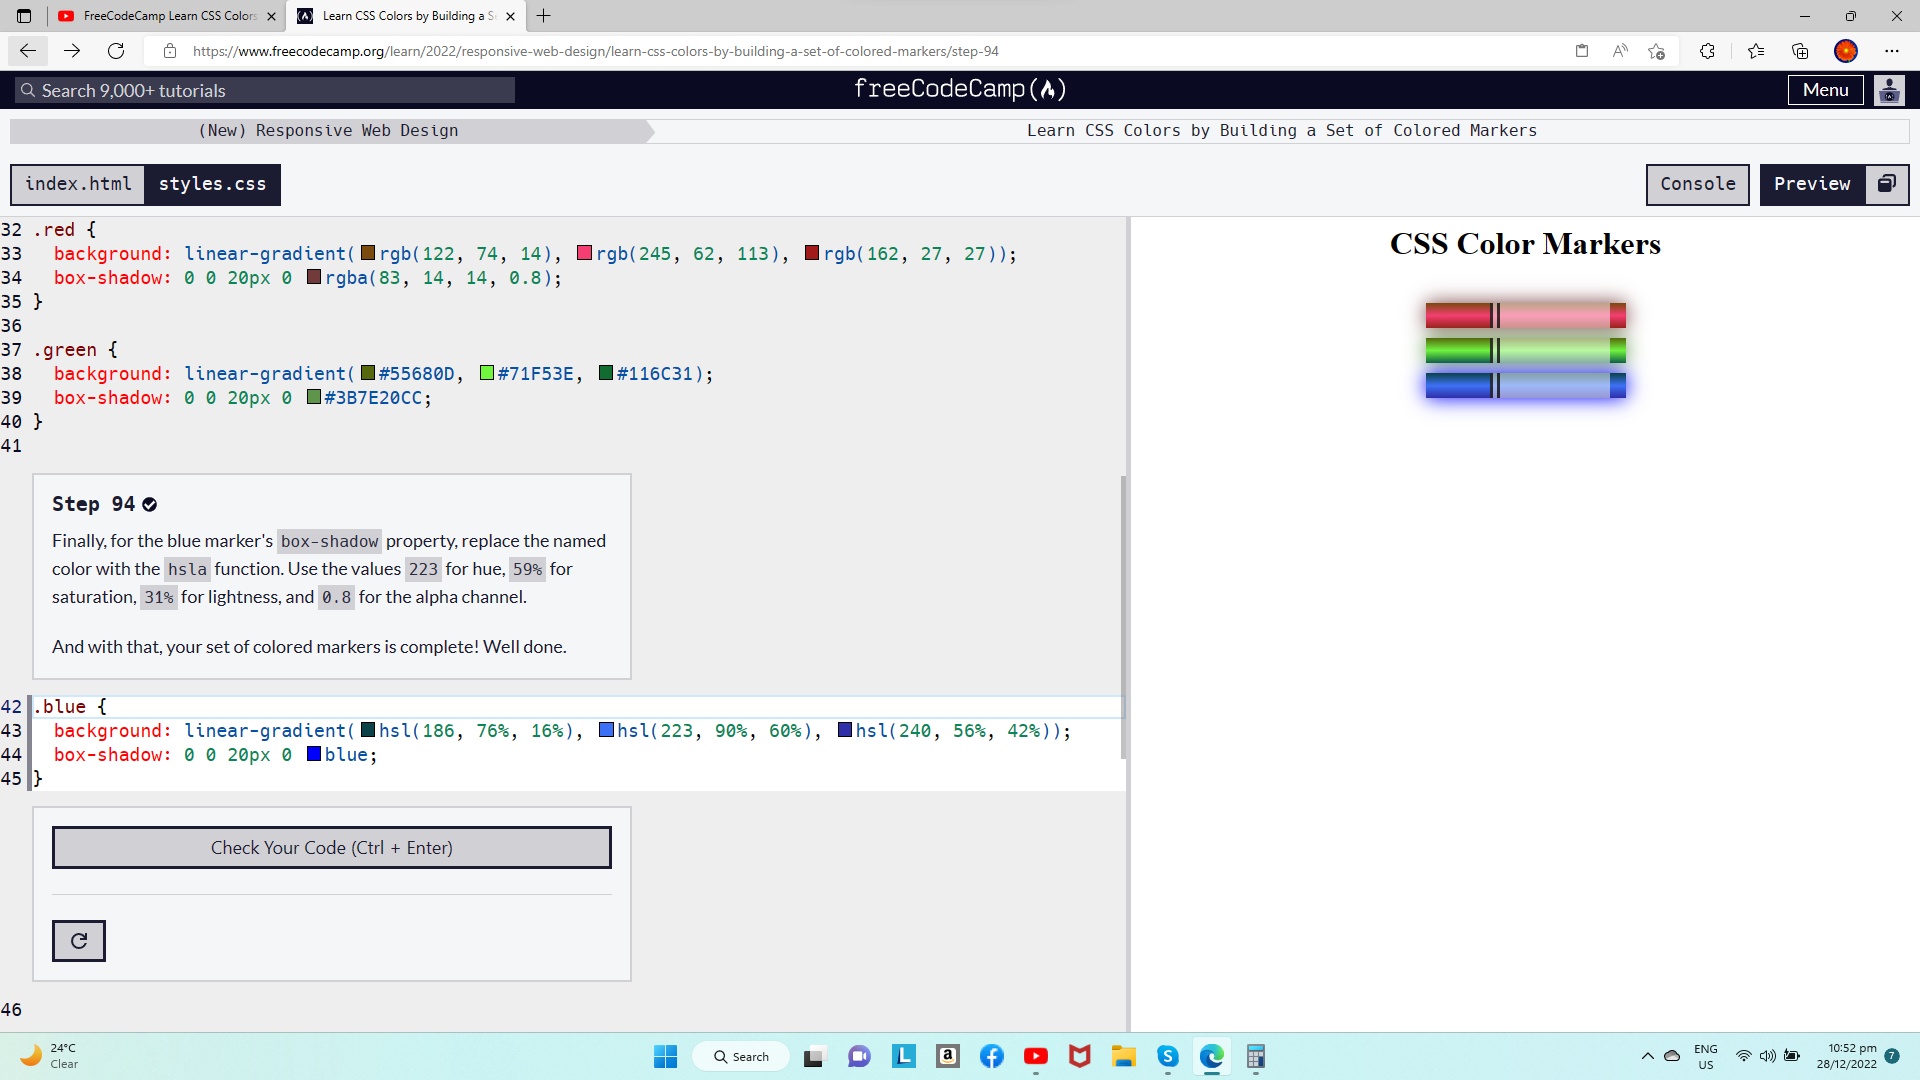 FreeCodeCamp Learn CSS Colors
Learn CSS Colors by Building a Se
https://www.freecodecamp.org/learn/2022/responsive-web-design/learn-css-colors-by-building-a-set-of-colored-markers/step-94
Search 9,000+ tutorials
freeCodeCamp
Menu
(New) Responsive Web Design
Learn CSS Colors by Building a Set of Colored Markers
index.html
styles.css
Console
Preview
32 .red {
33 background: linear-gradient(rgb(122, 74, 14), rgb(245, 62, 113), rgb(162, 27, 27));
34 box-shadow: 0 0 20px 0 rgba(83, 14, 14, 0.8);
35 }
36
37 .green {
38 background: linear-gradient(#55680D, #71F53E, #116C31);
39 box-shadow: 0 0 20px 0 #3B7E20CC;
40 }
41
Step 94
Finally, for the blue marker's box-shadow property, replace the named
color with the hsla function. Use the values 223 for hue, 59% for
saturation, 31% for lightness, and 0.8 for the alpha channel.
And with that, your set of colored markers is complete! Well done.
42 .blue {
43 background: linear-gradient(hsl(186, 76%, 16%), hsl(223, 90%, 60%), hsl(240, 56%, 42%));
44 box-shadow: 0 0 20px 0 blue;
45 }
Check Your Code (Ctrl + Enter)
46
CSS Color Markers
24°C
Clear
Search
L
a
S
ENG
US
10:52 pm
28/12/2022
7